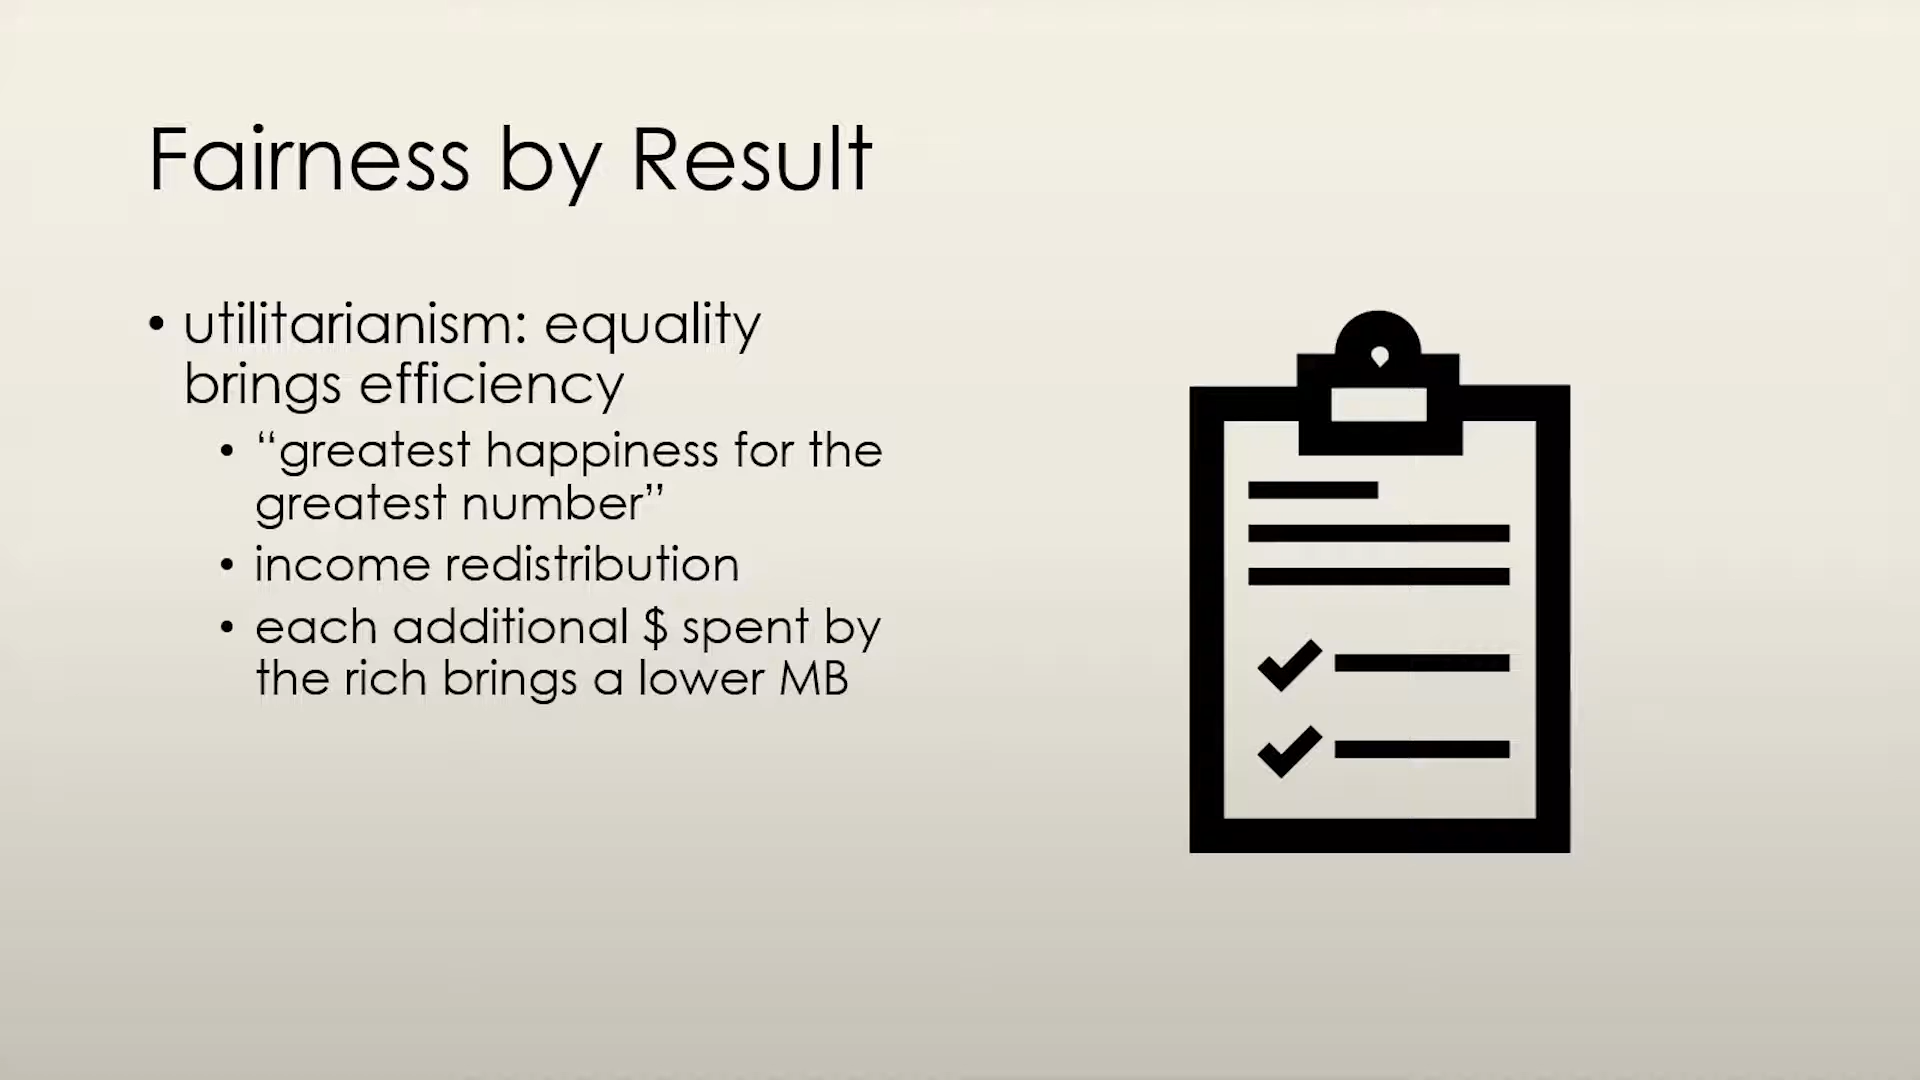 Fairness by Result
• utilitarianism: equality
brings efficiency
• “greatest happiness for the
greatest number”
• income redistribution
• each additional $ spent by
the rich brings a lower MB